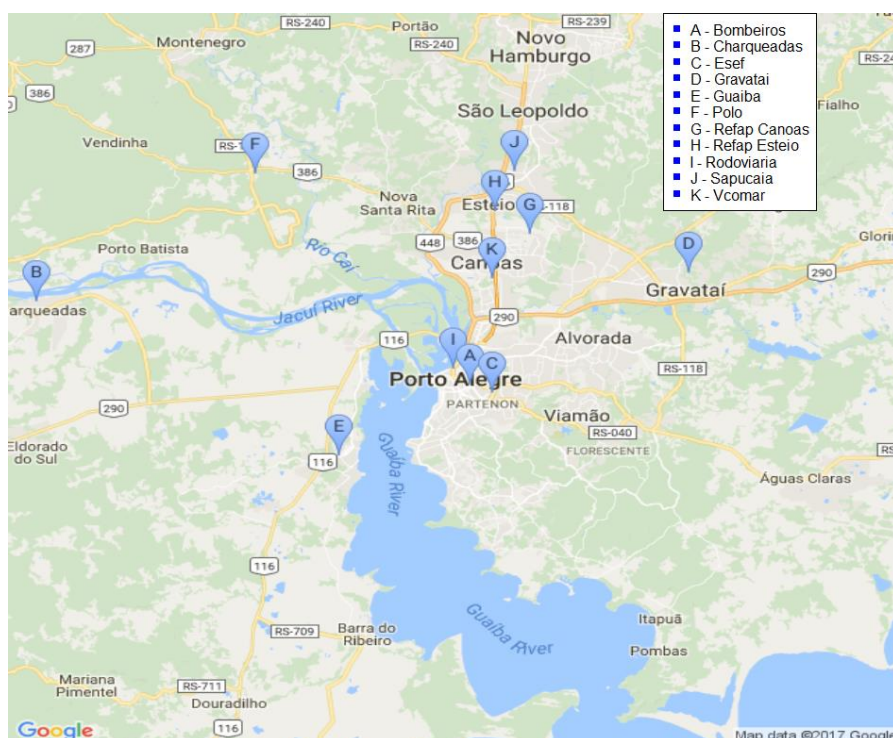 RS-240
Portão
RS-239
287
Montenegro
RS-240
Novo
Hamburgo
386
São Leopoldo
Fialho
Vendinha
F
J
386
A - Bombeiros
B - Charqueadas
C - Esef
D - Gravatai
E - Guaiba
F - Polo
G - Refap Canoas
H - Refap Esteio
I - Rodoviaria
J - Sapucaia
K - Vcomar
Nova
Santa Rita
H
Esteio
G
-118
Porto Batista
Rio Caí
448
386
K
Canoas
D
Glorin
B
arqueadas
Jacuí River
Gravataí
290
290
116
I
A
C
Alvorada
Porto Alegre
RS-118
PARTENON
290
Viamão
E
RS-040
Eldorado
do Sul
116
Guaíba River
FLORESCENTE
RS
Águas Claras
116
RS-709
Barra do
Ribeiro
Guaíba River
Itapuã
Pombas
Mariana
Pimentel
RS-711
Douradilho
116
Google
Map data ©2017 Google